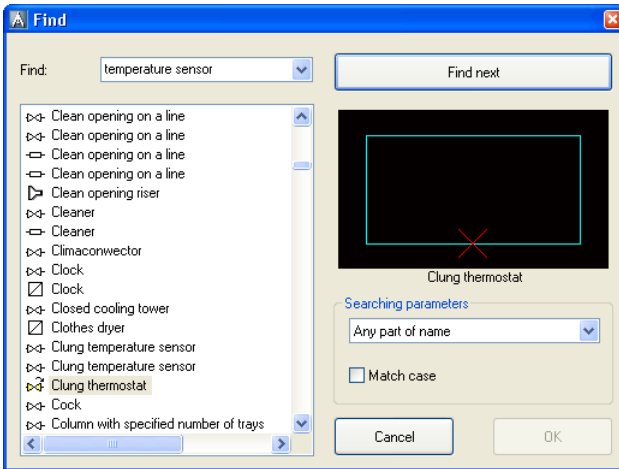 Find
Find:
temperature sensor
Find next
Clean opening on a line
Clean opening on a line
Clean opening on a line
Clean opening on a line
Clean opening riser
Cleaner
Cleaner
Climaconwector
Clock
Clock
Closed cooling tower
Clothes dryer
Clung temperature sensor
Clung temperature sensor
Clung thermostat
Cock
Column with specified number of trays
Clung thermostat
Searching parameters
Any part of name
Match case
Cancel
OK